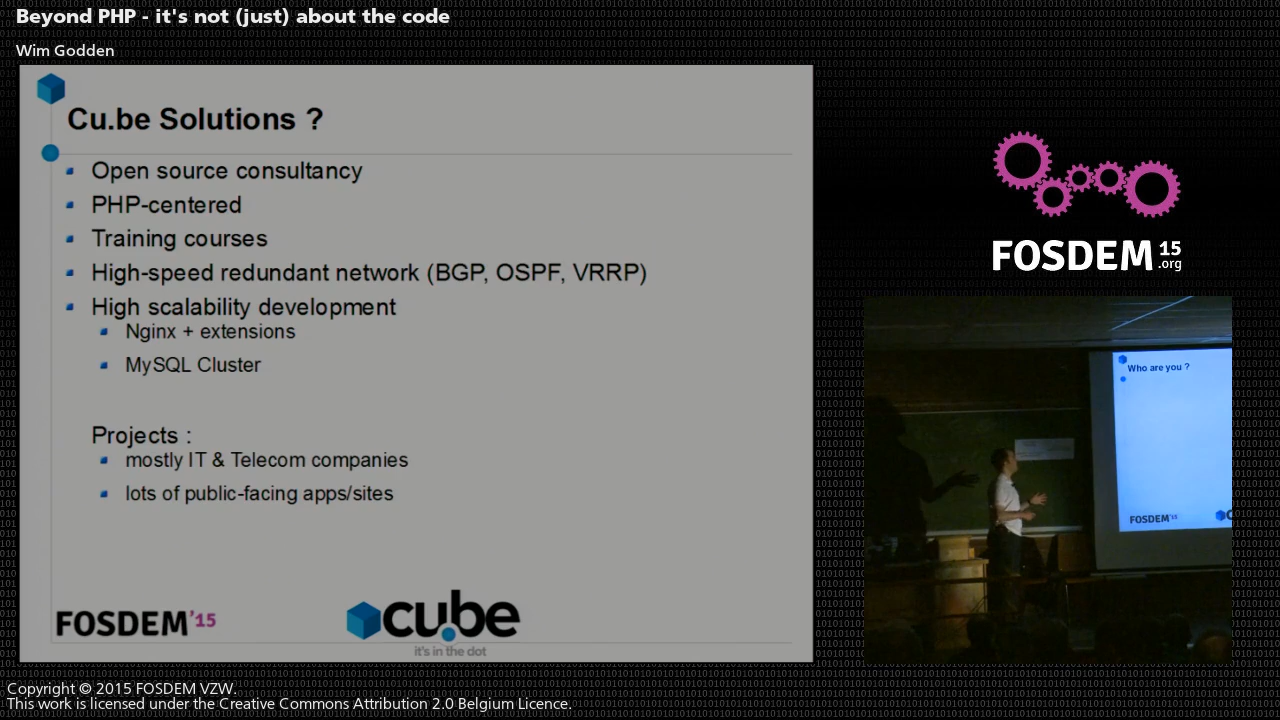 Beyond PHP - it's not (just) about the code
Wim Godden
Cu.be Solutions ?
Open source consultancy
PHP-centered
Training courses
High-speed redundant network (BGP, OSPF, VRRP)
High scalability development
Nginx + extensions
MySQL Cluster
Projects :
mostly IT & Telecom companies
lots of public-facing apps/sites
FOSDEM'15
cu.be
it's in the dot
FOSDEM 15
.org
Who are you ?
FOSDEM'15
Copyright © 2015 FOSDEM VZW.
This work is licensed under the Creative Commons Attribution 2.0 Belgium Licence.